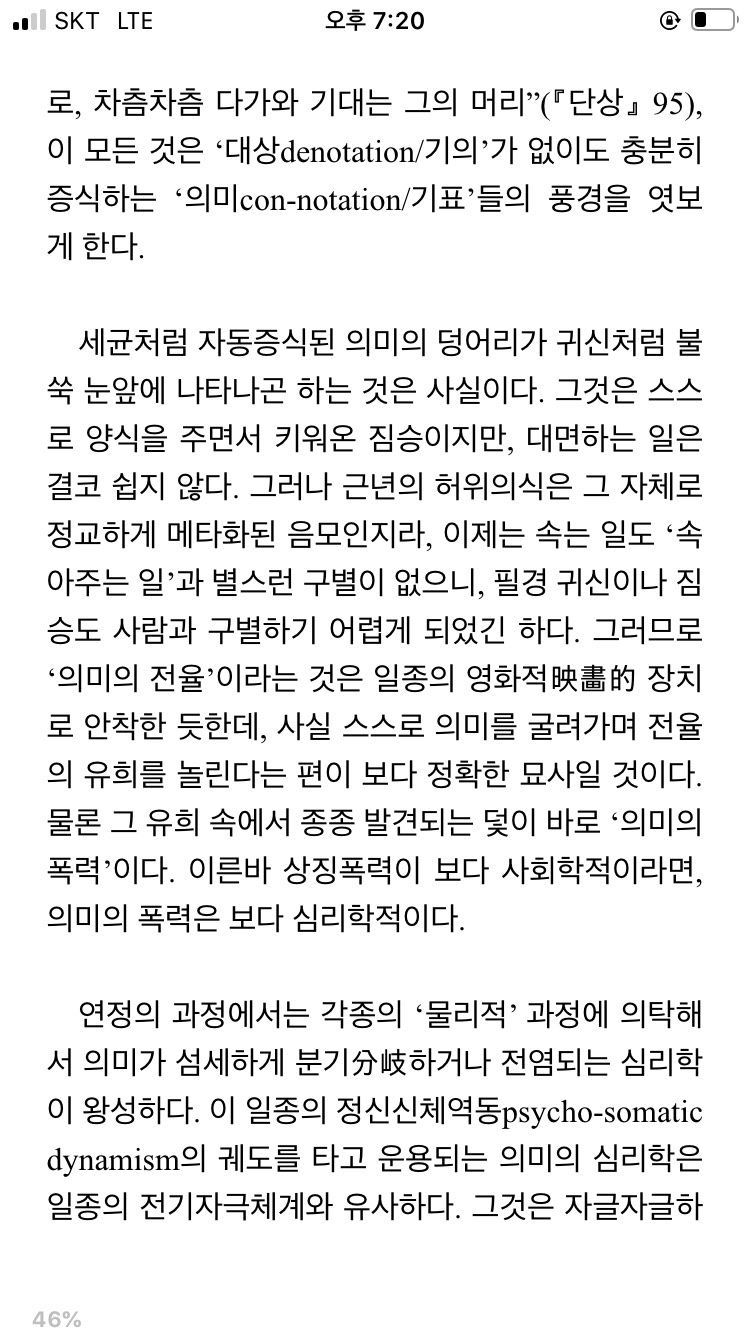 SKT LTE 오후 7:20
로, 차츰차츰 다가와 기대는 그의 머리”(『단상』 95),
이 모든 것은 ‘대상denotation/기의’가 없이도 충분히
증식하는 ‘의미con-notation/기표’들의 풍경을 엿보
게 한다.
세균처럼 자동증식된 의미의 덩어리가 귀신처럼 불
쑥 눈앞에 나타나곤 하는 것은 사실이다. 그것은 스스
로 양식을 주면서 키워온 짐승이지만, 대면하는 일은
결코 쉽지 않다. 그러나 근년의 허위의식은 그 자체로
정교하게 메타화된 음모인지라, 이제는 속는 일도 ‘속
아주는 일’과 별스런 구별이 없으니, 필경 귀신이나 짐
승도 사람과 구별하기 어렵게 되었긴 하다. 그러므로
‘의미의 전율’이라는 것은 일종의 영화적映畵的 장치
로 안착한 듯한데, 사실 스스로 의미를 굴려가며 전율
의 유희를 놀린다는 편이 보다 정확한 묘사일 것이다.
물론 그 유희 속에서 종종 발견되는 덫이 바로 ‘의미의
폭력’이다. 이른바 상징폭력이 보다 사회학적이라면,
의미의 폭력은 보다 심리학적이다.
연정의 과정에서는 각종의 ‘물리적’ 과정에 의탁해
서 의미가 섬세하게 분기分岐하거나 전염되는 심리학
이 왕성하다. 이 일종의 정신신체역동psycho-somatic
dynamism의 궤도를 타고 운용되는 의미의 심리학은
일종의 전기자극체계와 유사하다. 그것은 자글자글하
46%